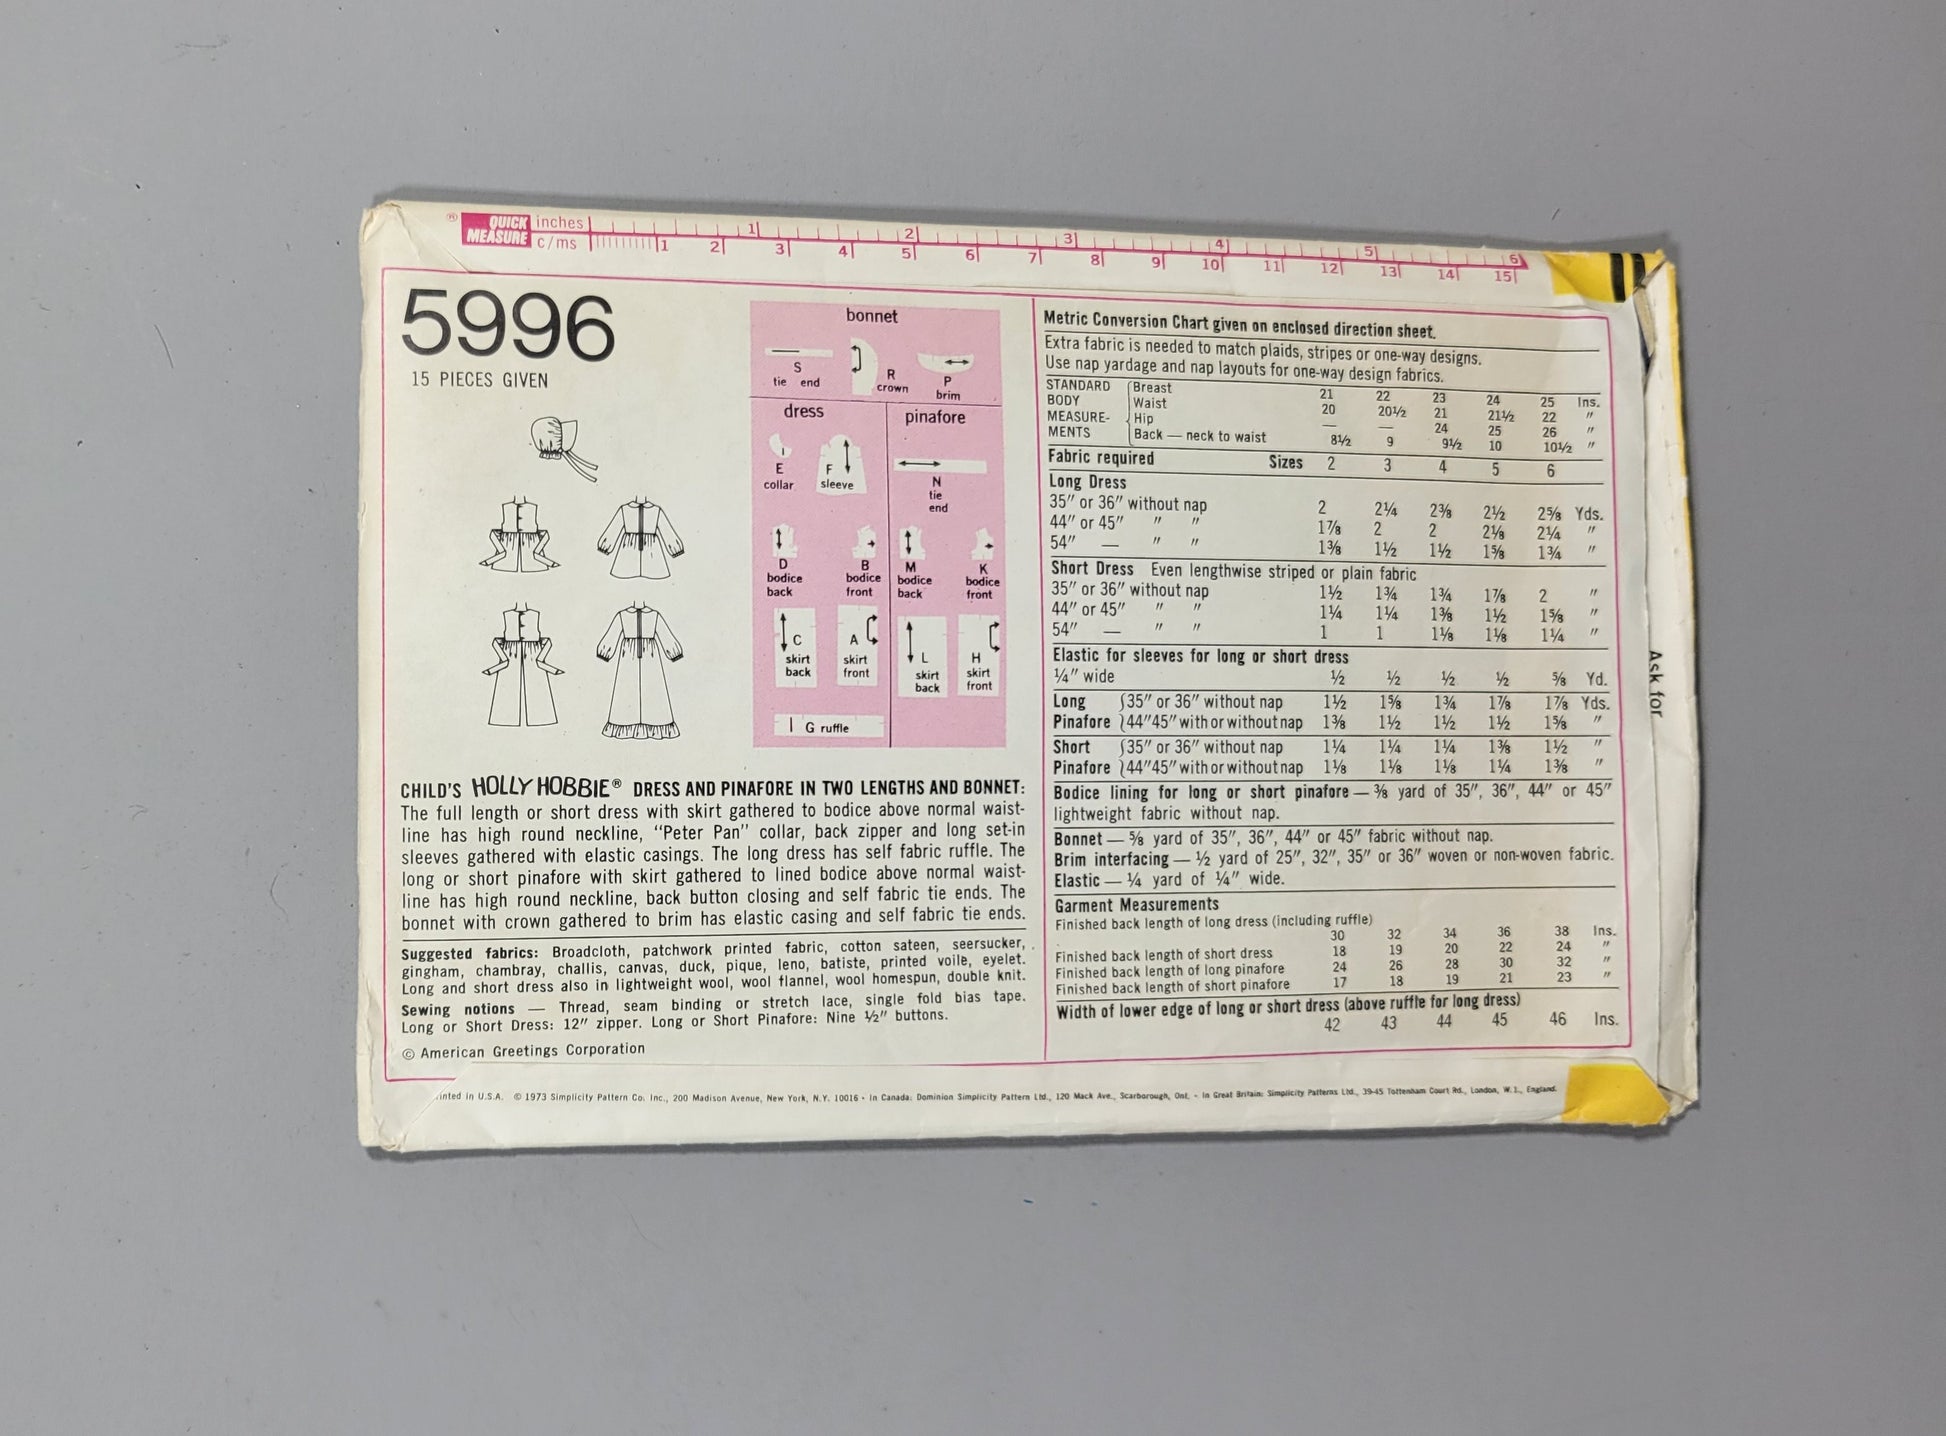 ® QUICK MEASURE inches 1 2 3 4 5 6
c/ms 1 2 3 4 5 6 7 8 9 10 11 12 13 14 15
5996
15 PIECES GIVEN
bonnet
S tie end
R crown
P brim
dress
E collar
F sleeve
D bodice back
B bodice front
C skirt back
A skirt front
G ruffle
pinafore
N tie end
M bodice back
K bodice front
L skirt back
H skirt front
CHILD'S HOLLY HOBBIE® DRESS AND PINAFORE IN TWO LENGTHS AND BONNET:
The full length or short dress with skirt gathered to bodice above normal waist-
line has high round neckline, "Peter Pan" collar, back zipper and long set-in
sleeves gathered with elastic casings. The long dress has self fabric ruffle. The
long or short pinafore with skirt gathered to lined bodice above normal waist-
line has high round neckline, back button closing and self fabric tie ends. The
bonnet with crown gathered to brim has elastic casing and self fabric tie ends.
Suggested fabrics: Broadcloth, patchwork printed fabric, cotton sateen, seersucker,
gingham, chambray, challis, canvas, duck, pique, leno, batiste, printed voile, eyelet.
Long and short dress also in lightweight wool, wool flannel, wool homespun, double knit.
Sewing notions — Thread, seam binding or stretch lace, single fold bias tape.
Long or Short Dress: 12" zipper. Long or Short Pinafore: Nine ½" buttons.
© American Greetings Corporation
Metric Conversion Chart given on enclosed direction sheet.
Extra fabric is needed to match plaids, stripes or one-way designs.
Use nap yardage and nap layouts for one-way design fabrics.
STANDARD Breast 21 22 23 24 25 Ins.
BODY Waist 20 20½ 21 21½ 22 "
MEASURE- Hip — — 24 25 26 "
MENTS Back — neck to waist 8½ 9 9½ 10 10½ "
Fabric required Sizes 2 3 4 5 6
Long Dress
35" or 36" without nap 2 2¼ 2⅜ 2½ 2⅝ Yds.
44" or 45" " " 1⅞ 2 2 2⅛ 2¼ "
54" — " " 1⅜ 1½ 1½ 1⅝ 1¾ "
Short Dress Even lengthwise striped or plain fabric
35" or 36" without nap 1½ 1¾ 1¾ 1⅞ 2 "
44" or 45" " " 1¼ 1¼ 1⅜ 1½ 1⅝ "
54" — " " 1 1 1⅛ 1⅛ 1¼ "
Elastic for sleeves for long or short dress
¼" wide ½ ½ ½ ½ ⅝ Yd.
Long {35" or 36" without nap 1½ 1⅝ 1¾ 1⅞ 1⅞ Yds.
Pinafore {44"45" with or without nap 1⅜ 1½ 1½ 1½ 1⅝ "
Short {35" or 36" without nap 1¼ 1¼ 1¼ 1⅜ 1½ "
Pinafore {44"45" with or without nap 1⅛ 1⅛ 1⅛ 1¼ 1⅜ "
Bodice lining for long or short pinafore — ⅜ yard of 35", 36", 44" or 45"
lightweight fabric without nap.
Bonnet — ⅝ yard of 35", 36", 44" or 45" fabric without nap.
Brim interfacing — ½ yard of 25", 32", 35" or 36" woven or non-woven fabric.
Elastic — ¼ yard of ¼" wide.
Garment Measurements
Finished back length of long dress (including ruffle)
30 32 34 36 38 Ins.
Finished back length of short dress 18 19 20 22 24 "
Finished back length of long pinafore 24 26 28 30 32 "
Finished back length of short pinafore 17 18 19 21 23 "
Width of lower edge of long or short dress (above ruffle for long dress)
42 43 44 45 46 Ins.
Ask for
inted in U.S.A. © 1973 Simplicity Pattern Co. Inc., 200 Madison Avenue, New York, N.Y. 10016 • In Canada: Dominion Simplicity Pattern Ltd., 120 Mack Ave., Scarborough, Ont. • In Great Britain: Simplicity Patterns Ltd., 39-45 Tottenham Court Rd., London, W.1., England.